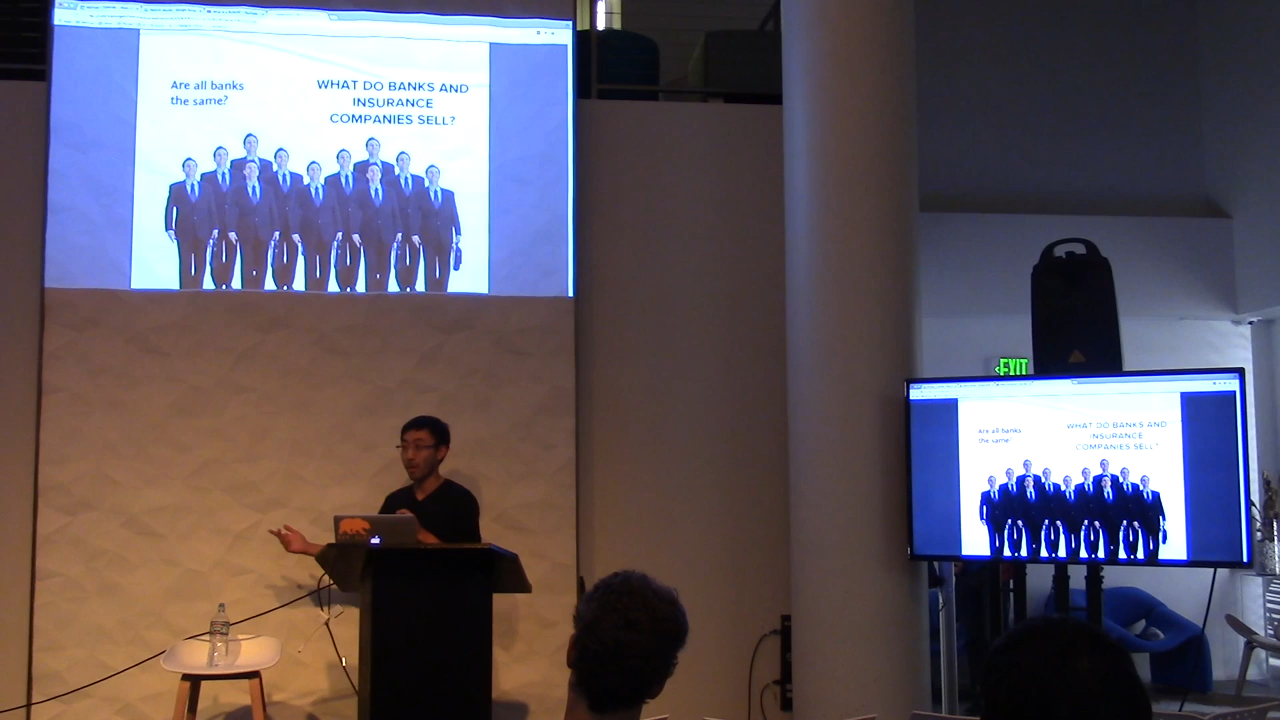 Are all banks
the same?
WHAT DO BANKS AND
INSURANCE
COMPANIES SELL?
EXIT
Are all banks
the same?
WHAT DO BANKS AND
INSURANCE
COMPANIES SELL?